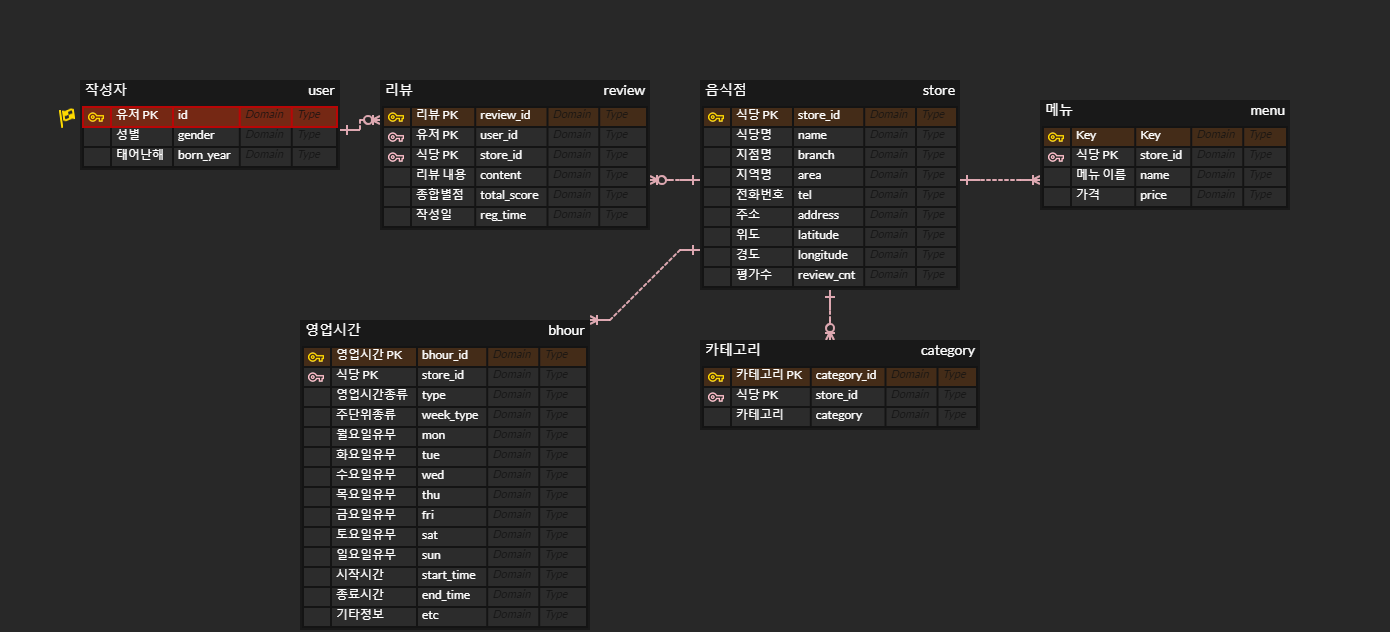 작성자 user
유저 PK id Domain Type
성별 gender Domain Type
태어난해 born_year Domain Type
리뷰 review
리뷰 PK review_id Domain Type
유저 PK user_id Domain Type
식당 PK store_id Domain Type
리뷰 내용 content Domain Type
종합별점 total_score Domain Type
작성일 reg_time Domain Type
음식점 store
식당 PK store_id Domain Type
식당명 name Domain Type
지점명 branch Domain Type
지역명 area Domain Type
전화번호 tel Domain Type
주소 address Domain Type
위도 latitude Domain Type
경도 longitude Domain Type
평가수 review_cnt Domain Type
메뉴 menu
Key Key Domain Type
식당 PK store_id Domain Type
메뉴 이름 name Domain Type
가격 price Domain Type
영업시간 bhour
영업시간 PK bhour_id Domain Type
식당 PK store_id Domain Type
영업시간종류 type Domain Type
주단위종류 week_type Domain Type
월요일유무 mon Domain Type
화요일유무 tue Domain Type
수요일유무 wed Domain Type
목요일유무 thu Domain Type
금요일유무 fri Domain Type
토요일유무 sat Domain Type
일요일유무 sun Domain Type
시작시간 start_time Domain Type
종료시간 end_time Domain Type
기타정보 etc Domain Type
카테고리 category
카테고리 PK category_id Domain Type
식당 PK store_id Domain Type
카테고리 category Domain Type